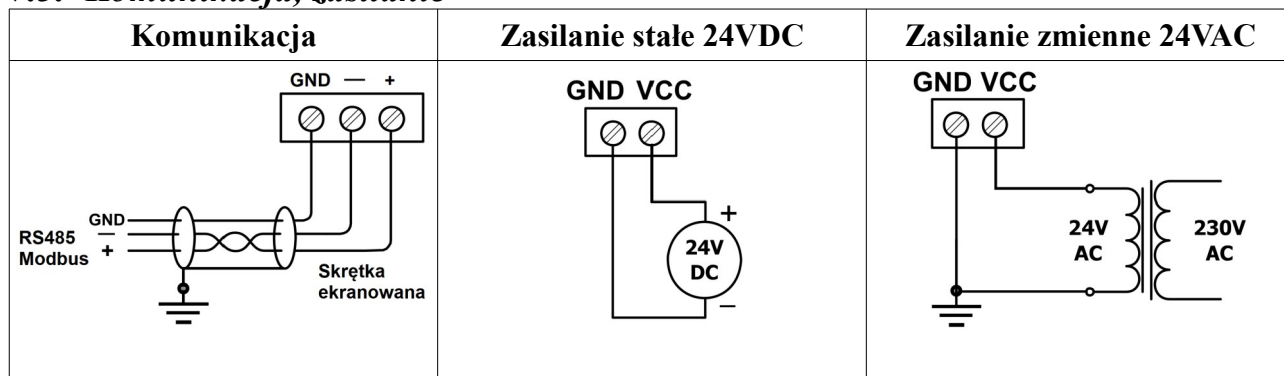 Komunikacja
GND — +
GND
RS485 —
Modbus +
Skrętka
ekranowana
Zasilanie stałe 24VDC
GND VCC
+
24V
DC
—
Zasilanie zmienne 24VAC
GND VCC
24V
AC
230V
AC